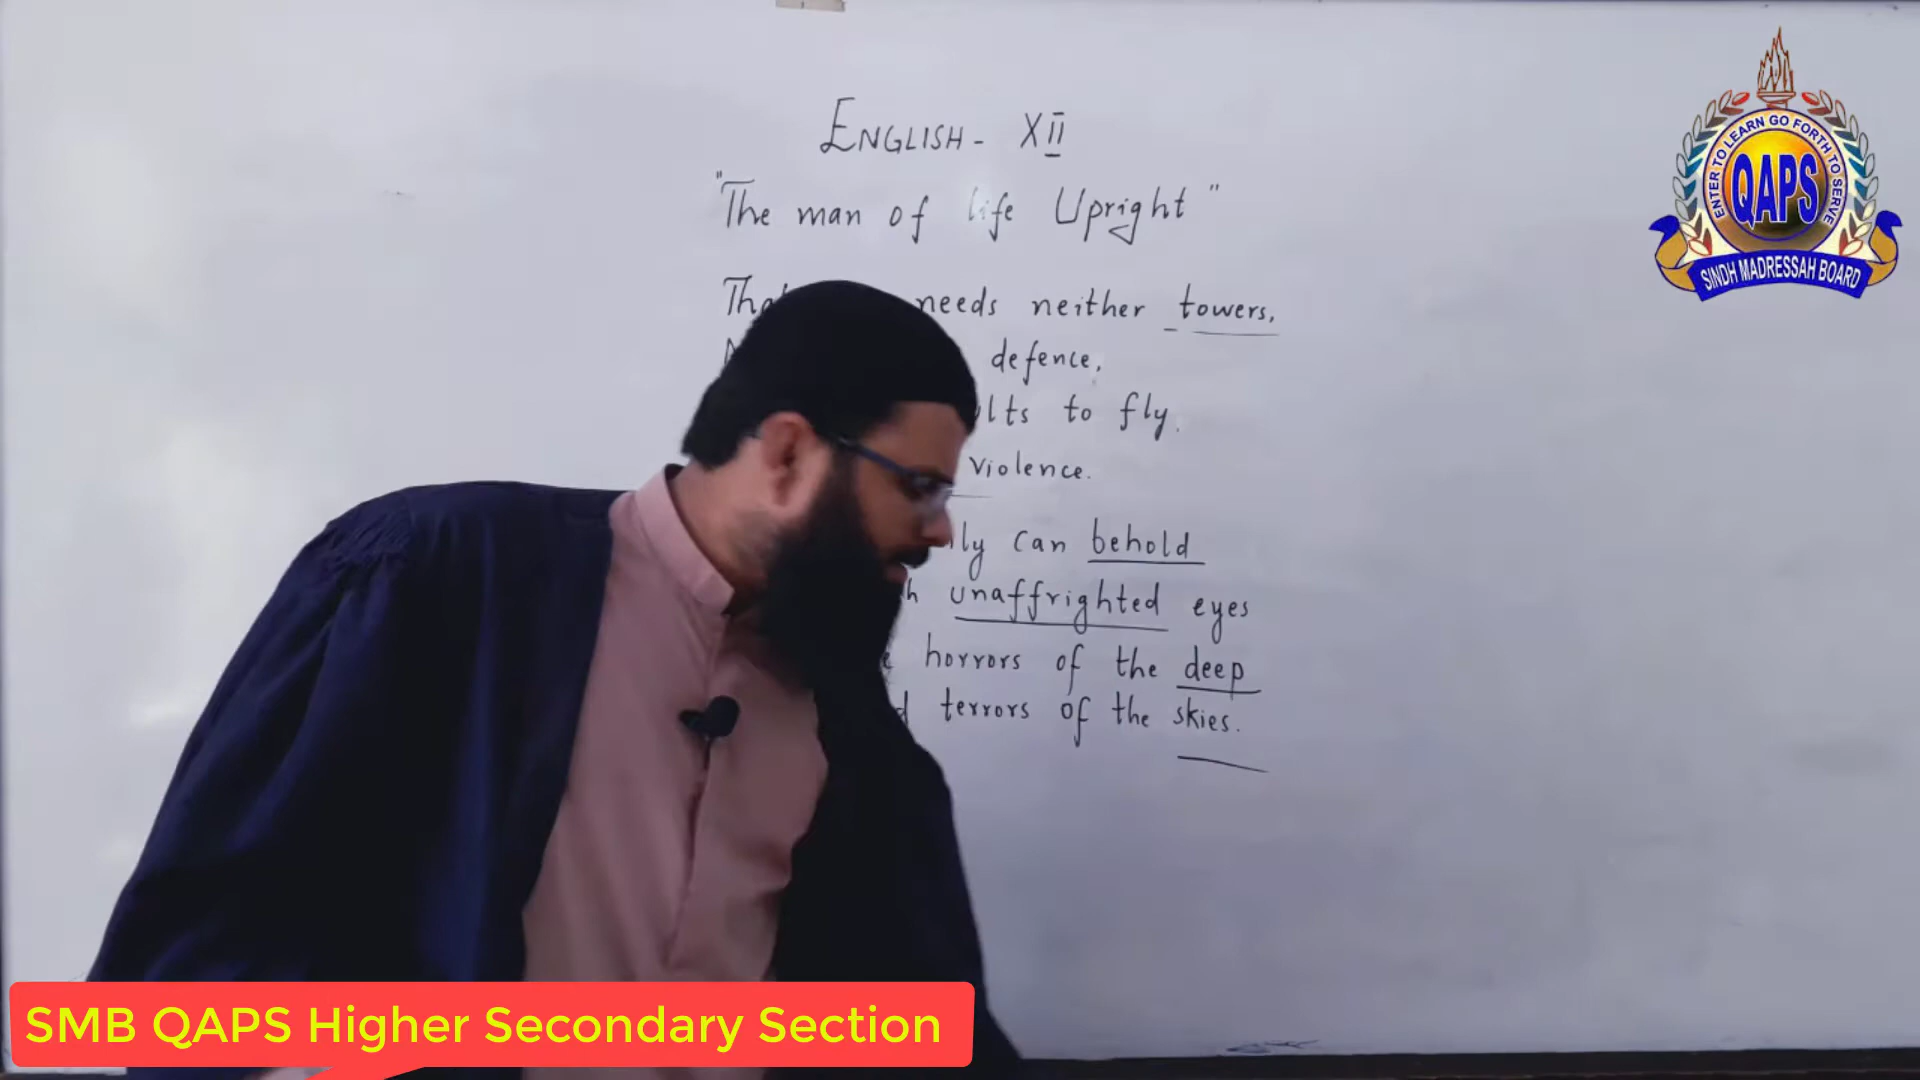 ENGLISH - XII
"The man of life Upright"
needs neither towers,
defence,
to fly.
violence.
can behold
unaffrighted eyes
horrors of the deep
terrors of the skies.
ENTER TO LEARN GO FORTH TO SERVE
QAPS
SINDH MADRESSAH BOARD
SMB QAPS Higher Secondary Section